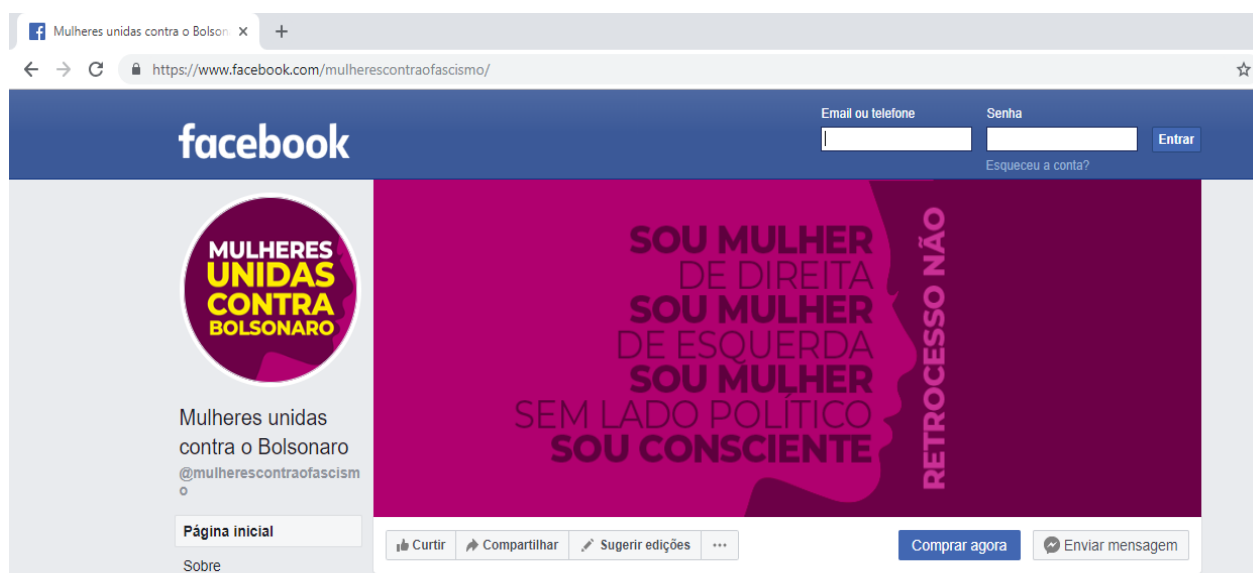 Mulheres unidas contra o Bolson
https://www.facebook.com/mulherescontraofascismo/
facebook
Email ou telefone
Senha
Entrar
Esqueceu a conta?
MULHERES
UNIDAS
CONTRA
BOLSONARO
SOU MULHER
DE DIREITA
SOU MULHER
DE ESQUERDA
SOU MULHER
SEM LADO POLÍTICO
SOU CONSCIENTE
RETROCESSO NÃO
Mulheres unidas
contra o Bolsonaro
@mulherescontraofascism
o
Página inicial
Sobre
Curtir
Compartilhar
Sugerir edições
Comprar agora
Enviar mensagem